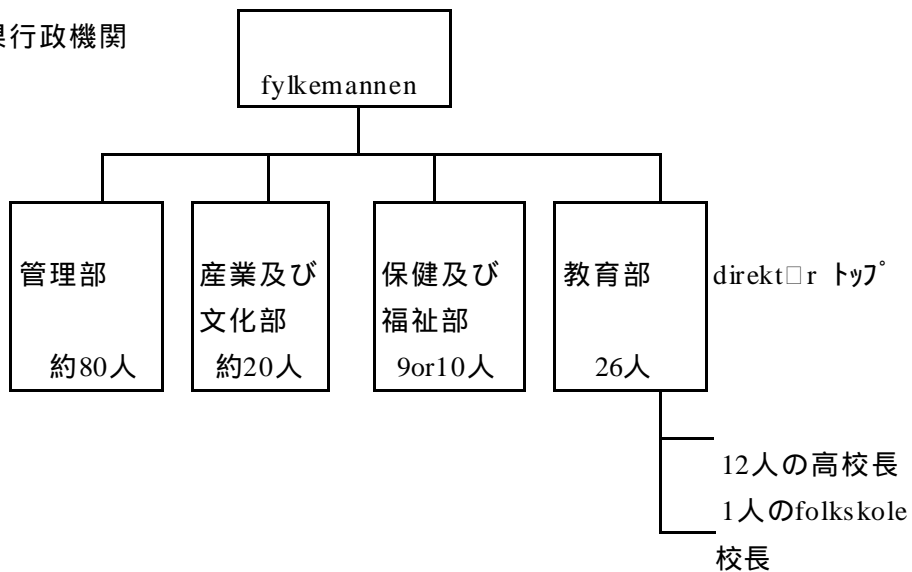 県行政機関
fylkemannen
管理部
約80人
産業及び
文化部
約20人
保健及び
福祉部
9or10人
教育部
26人
direkt□r トップ
12人の高校長
1人のfolkskole
校長